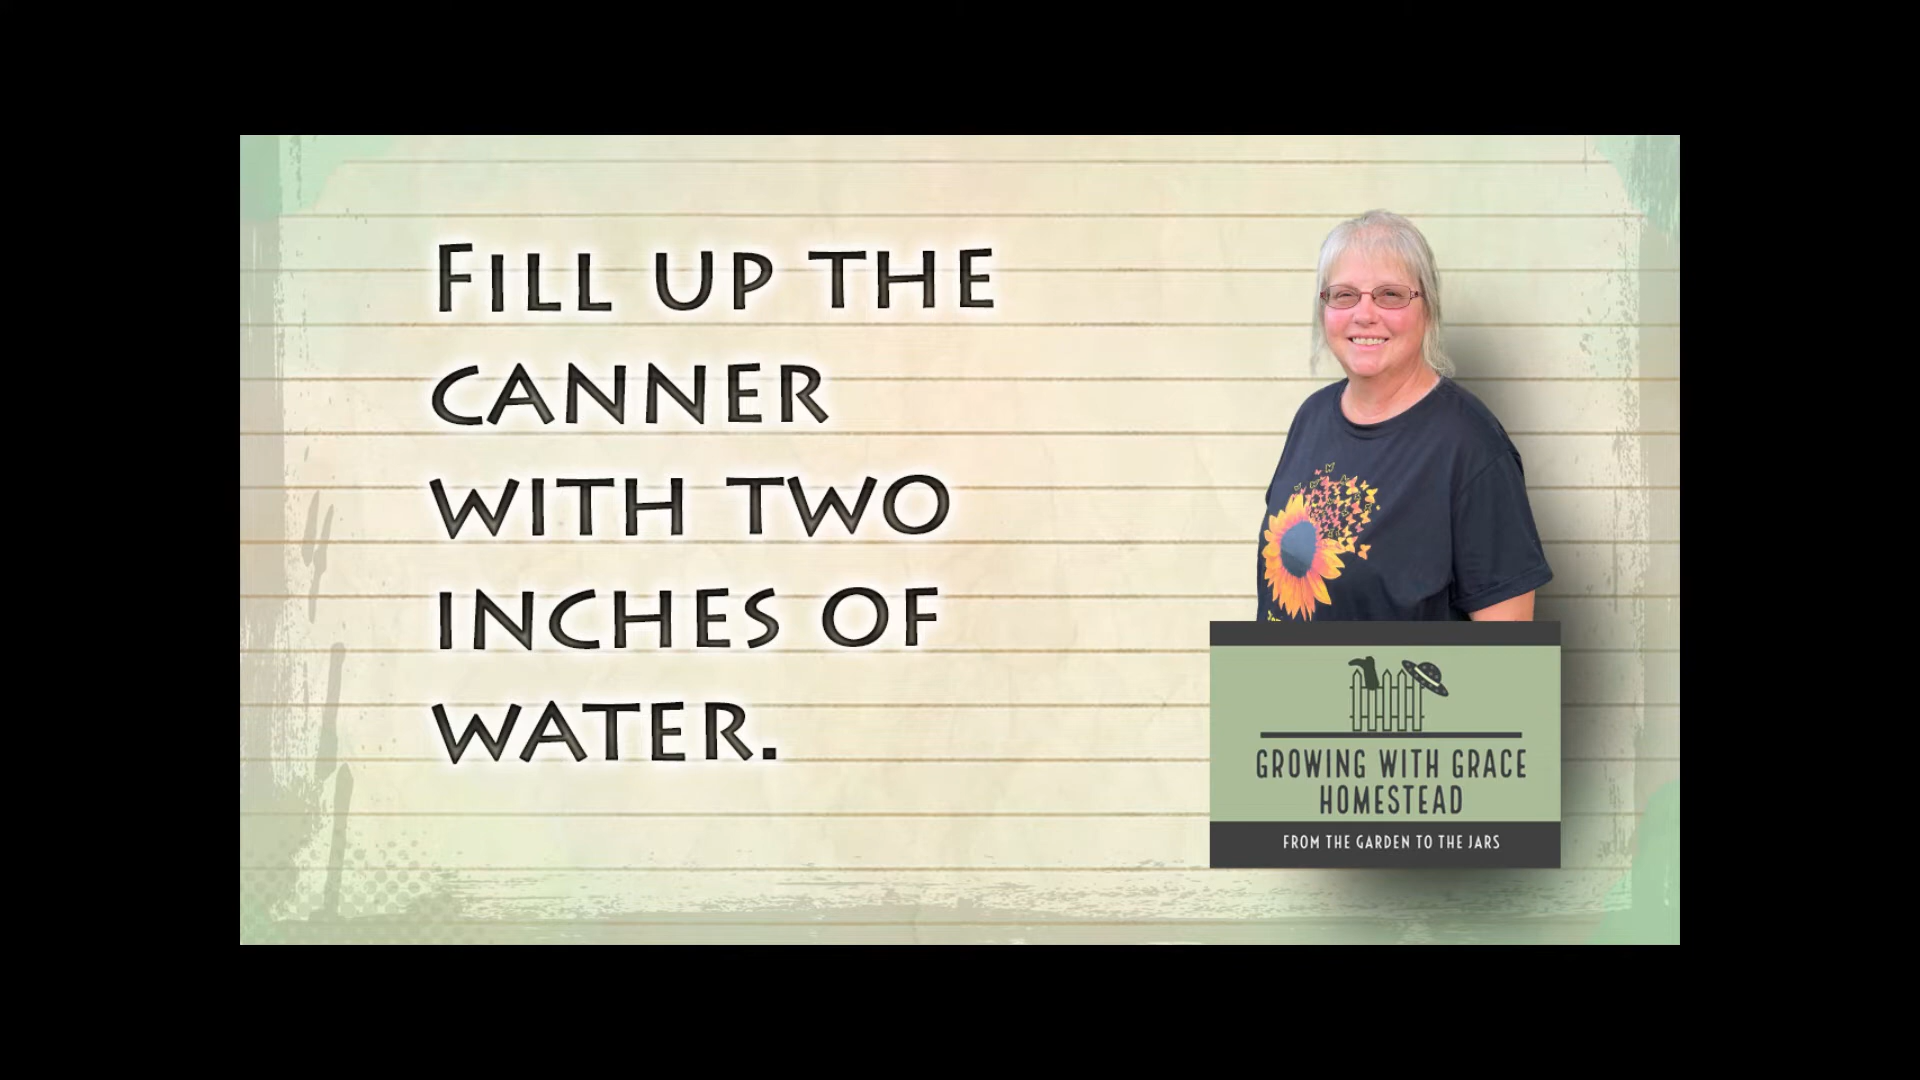 FILL UP THE
CANNER
WITH TWO
INCHES OF
WATER.
GROWING WITH GRACE
HOMESTEAD
FROM THE GARDEN TO THE JARS